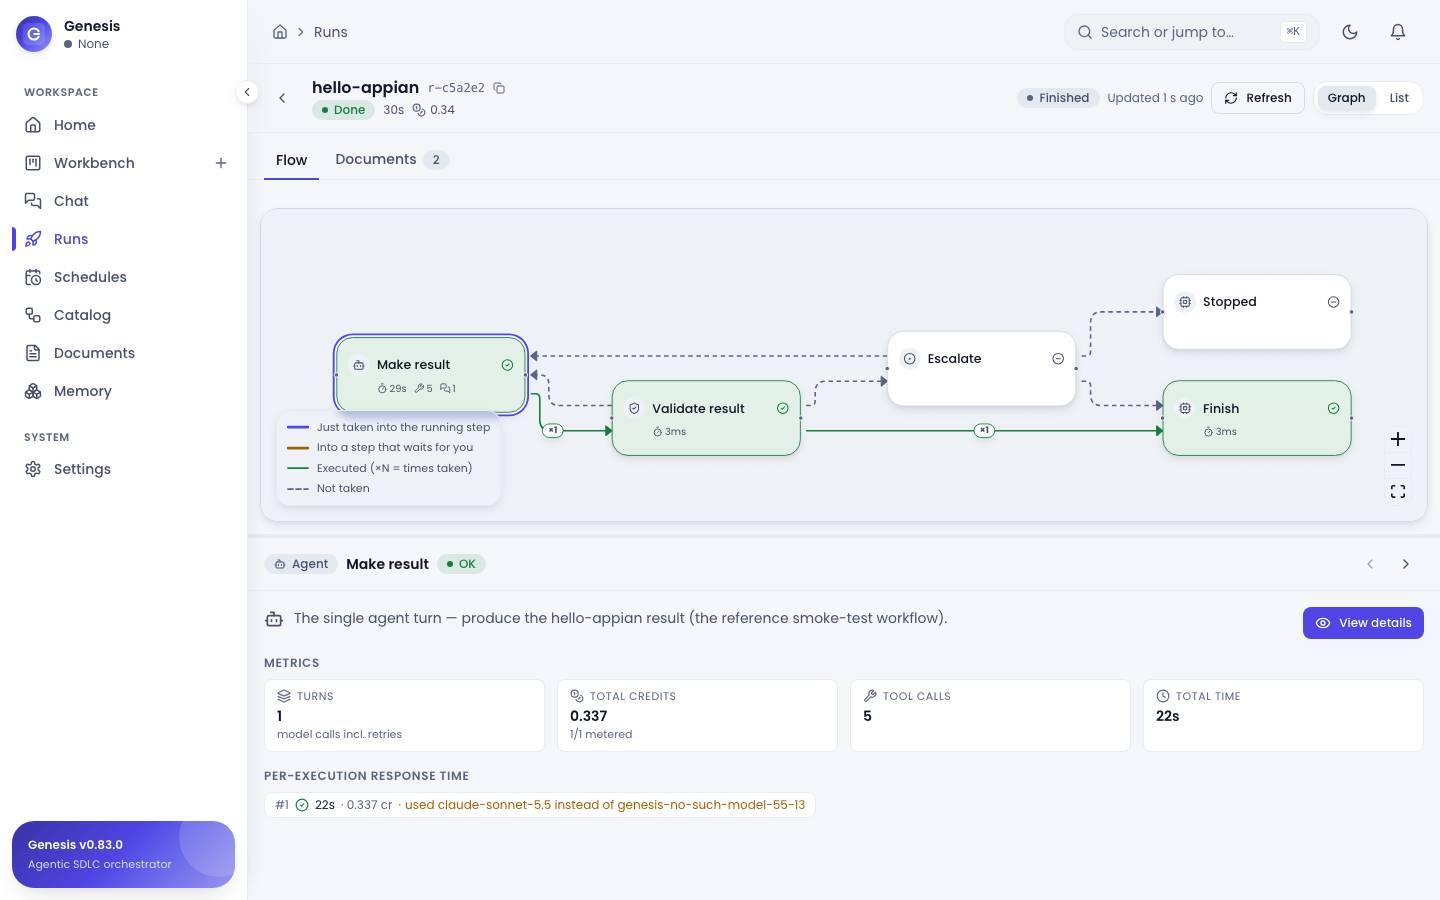 Genesis
None
WORKSPACE
Home
Workbench
Chat
Runs
Schedules
Catalog
Documents
Memory
SYSTEM
Settings
Genesis v0.83.0
Agentic SDLC orchestrator
Runs
Search or jump to...
⌘K
hello-appian r-c5a2e2
Done 30s 0.34
Finished Updated 1 s ago Refresh Graph List
Flow Documents 2
Stopped
Escalate
Make result
29s 5 1
Validate result
3ms
Finish
3ms
×1
×1
Just taken into the running step
Into a step that waits for you
Executed (×N = times taken)
Not taken
Agent Make result OK
The single agent turn — produce the hello-appian result (the reference smoke-test workflow).
View details
METRICS
TURNS
1
model calls incl. retries
TOTAL CREDITS
0.337
1/1 metered
TOOL CALLS
5
TOTAL TIME
22s
PER-EXECUTION RESPONSE TIME
#1 22s · 0.337 cr · used claude-sonnet-5.5 instead of genesis-no-such-model-55-13